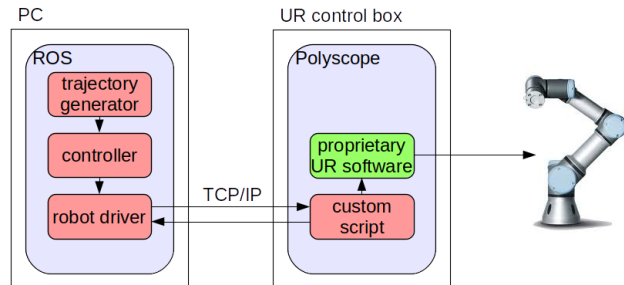 PC
ROS
trajectory
generator
controller
robot driver
TCP/IP
UR control box
Polyscope
proprietary
UR software
custom
script